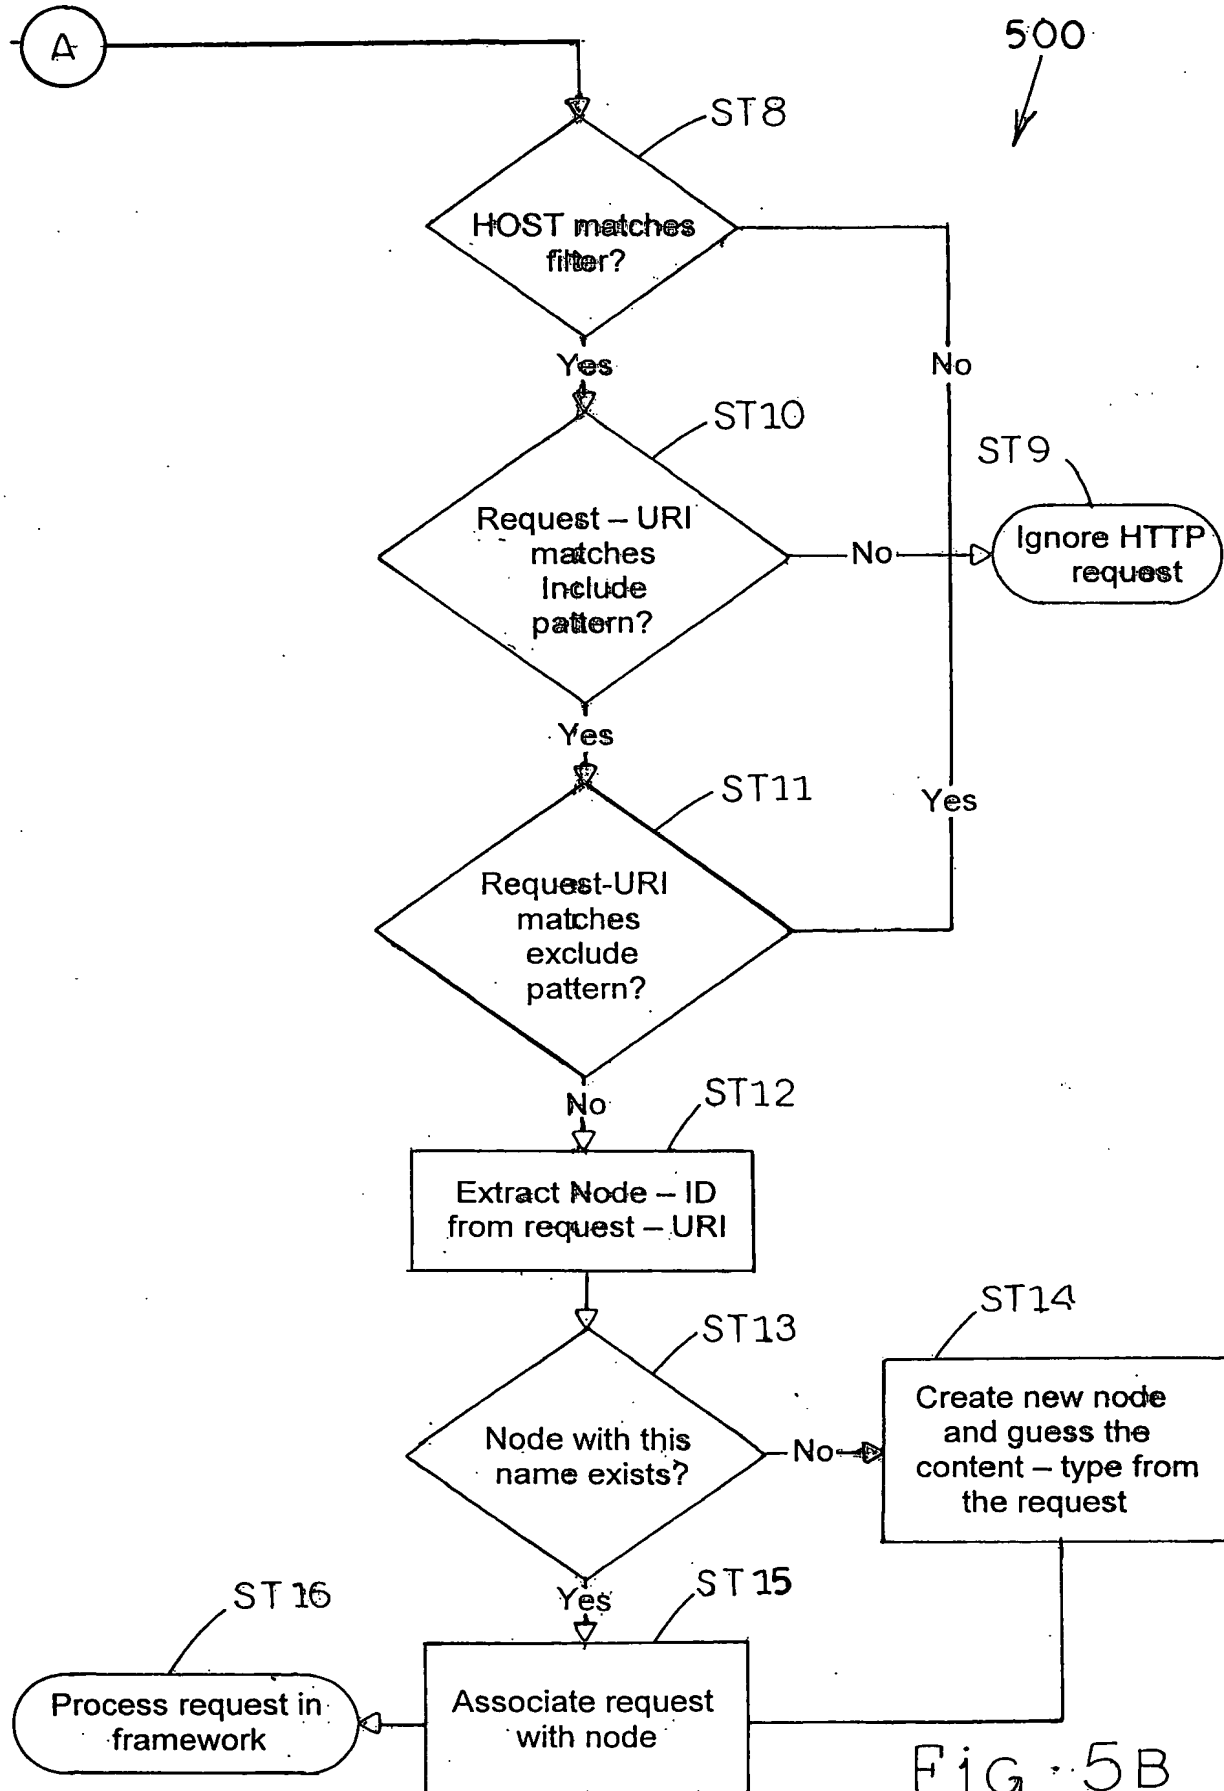 A
500
ST8
HOST matches
filter?
Yes
No
ST10
ST9
Request – URI
matches
Include
pattern?
No
Ignore HTTP
request
Yes
ST11
Yes
Request-URI
matches
exclude
pattern?
No
ST12
Extract Node – ID
from request – URI
ST13
ST14
Node with this
name exists?
No
Create new node
and guess the
content – type from
the request
Yes
ST15
ST16
Process request in
framework
Associate request
with node
FiG. 5B